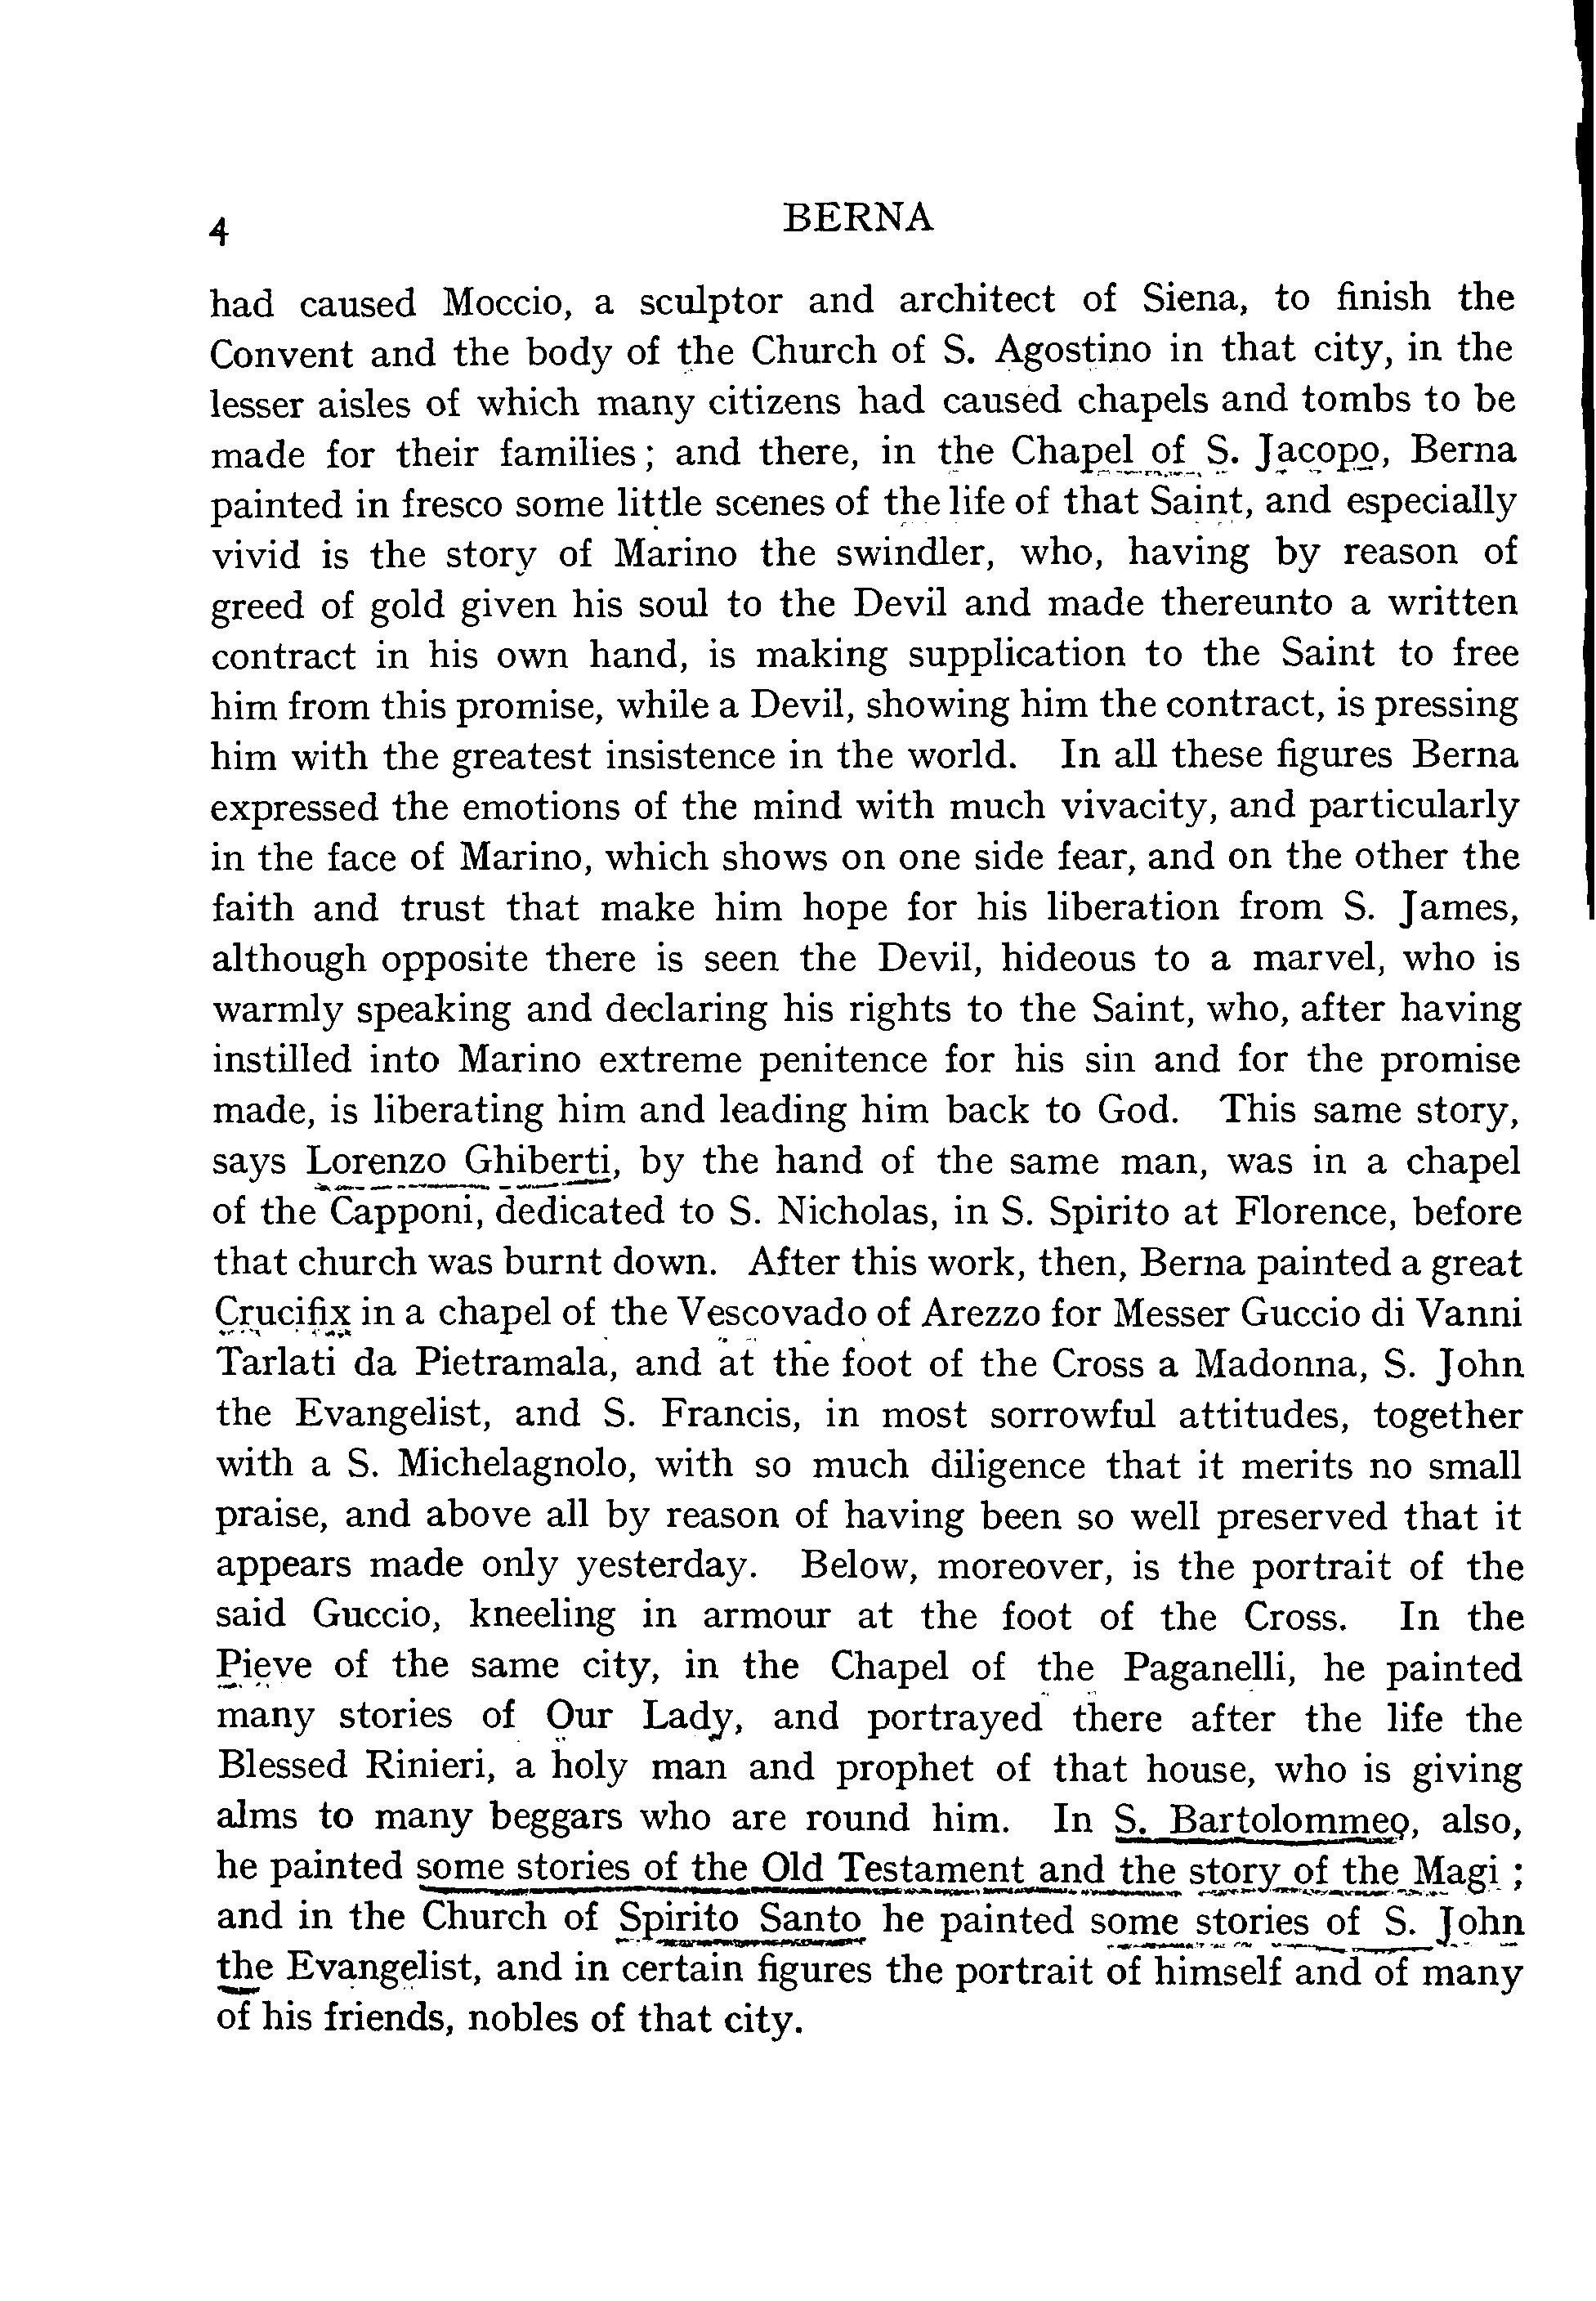 4
BERNA
had caused Moccio, a sculptor and architect of Siena, to finish the
Convent and the body of the Church of S. Agostino in that city, in the
lesser aisles of which many citizens had caused chapels and tombs to be
made for their families; and there, in the Chapel of S. Jacopo, Berna
painted in fresco some little scenes of the life of that Saint, and especially
vivid is the story of Marino the swindler, who, having by reason of
greed of gold given his soul to the Devil and made thereunto a written
contract in his own hand, is making supplication to the Saint to free
him from this promise, while a Devil, showing him the contract, is pressing
him with the greatest insistence in the world. In all these figures Berna
expressed the emotions of the mind with much vivacity, and particularly
in the face of Marino, which shows on one side fear, and on the other the
faith and trust that make him hope for his liberation from S. James,
although opposite there is seen the Devil, hideous to a marvel, who is
warmly speaking and declaring his rights to the Saint, who, after having
instilled into Marino extreme penitence for his sin and for the promise
made, is liberating him and leading him back to God. This same story,
says Lorenzo Ghiberti, by the hand of the same man, was in a chapel
of the Capponi, dedicated to S. Nicholas, in S. Spirito at Florence, before
that church was burnt down. After this work, then, Berna painted a great
Crucifix in a chapel of the Vescovado of Arezzo for Messer Guccio di Vanni
Tarlati da Pietramala, and at the foot of the Cross a Madonna, S. John
the Evangelist, and S. Francis, in most sorrowful attitudes, together
with a S. Michelagnolo, with so much diligence that it merits no small
praise, and above all by reason of having been so well preserved that it
appears made only yesterday. Below, moreover, is the portrait of the
said Guccio, kneeling in armour at the foot of the Cross. In the
Pieve of the same city, in the Chapel of the Paganelli, he painted
many stories of Our Lady, and portrayed there after the life the
Blessed Rinieri, a holy man and prophet of that house, who is giving
alms to many beggars who are round him. In S. Bartolommeo, also,
he painted some stories of the Old Testament and the story of the Magi;
and in the Church of Spirito Santo he painted some stories of S. John
the Evangelist, and in certain figures the portrait of himself and of many
of his friends, nobles of that city.